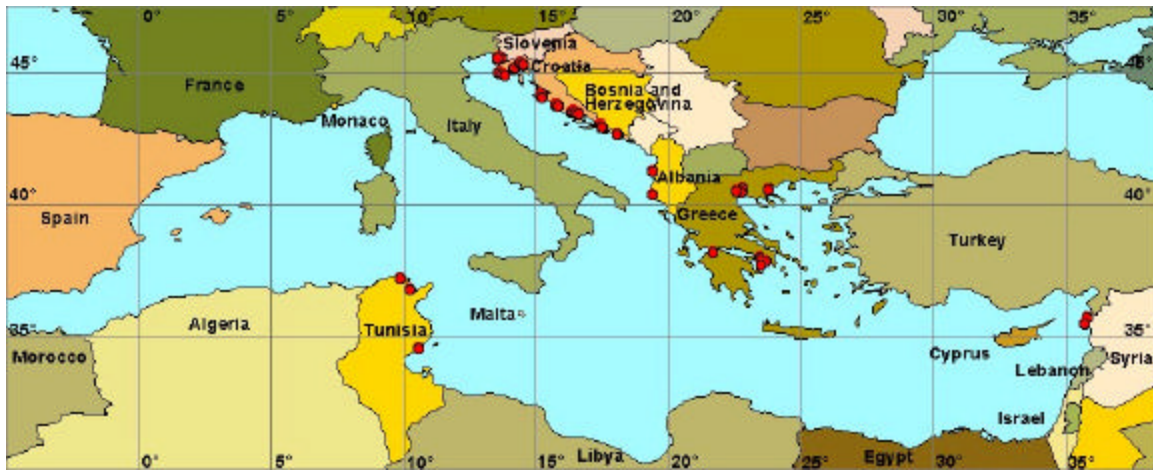 0° 5° 10° 15° 20° 25° 30° 35°
Slovenia
45° Croatia 45°
France
Bosnia and
Herzegovina
Monaco
Italy
Albania
40° 40°
Spain
Greece
Turkey
Malta
Algeria
Tunisia
35° 35°
Morocco
Cyprus
Syria
Lebanon
Israel
Libya
Egypt
0° 5° 10° 15° 20° 25° 30° 35°